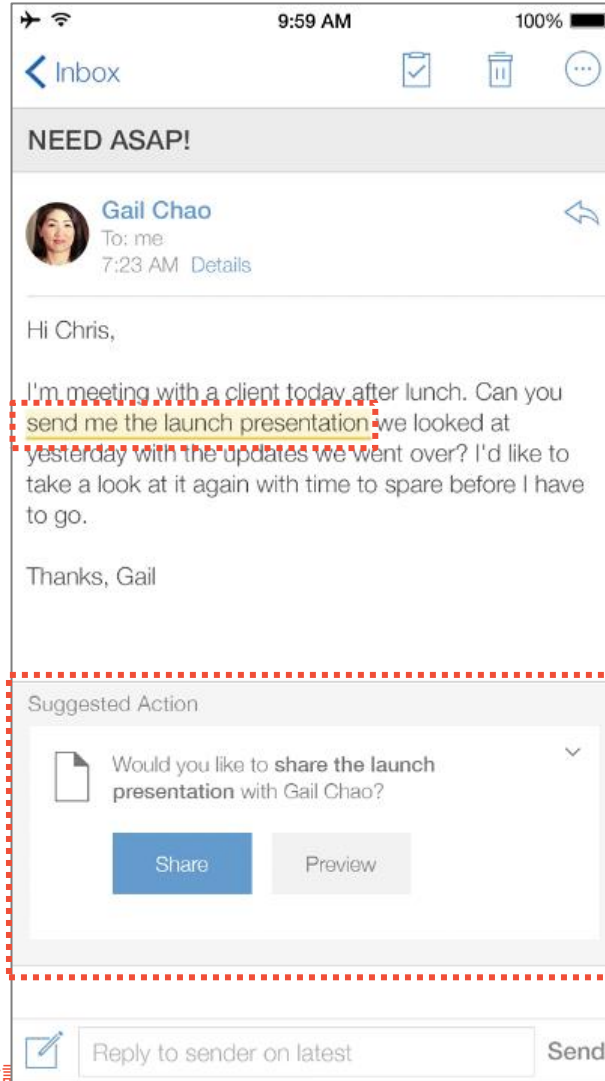 9:59 AM
100%
Inbox
NEED ASAP!
Gail Chao
To: me
7:23 AM Details
Hi Chris,
I'm meeting with a client today after lunch. Can you
send me the launch presentation we looked at
yesterday with the updates we went over? I'd like to
take a look at it again with time to spare before I have
to go.
Thanks, Gail
Suggested Action
Would you like to share the launch
presentation with Gail Chao?
Share
Preview
Reply to sender on latest
Send